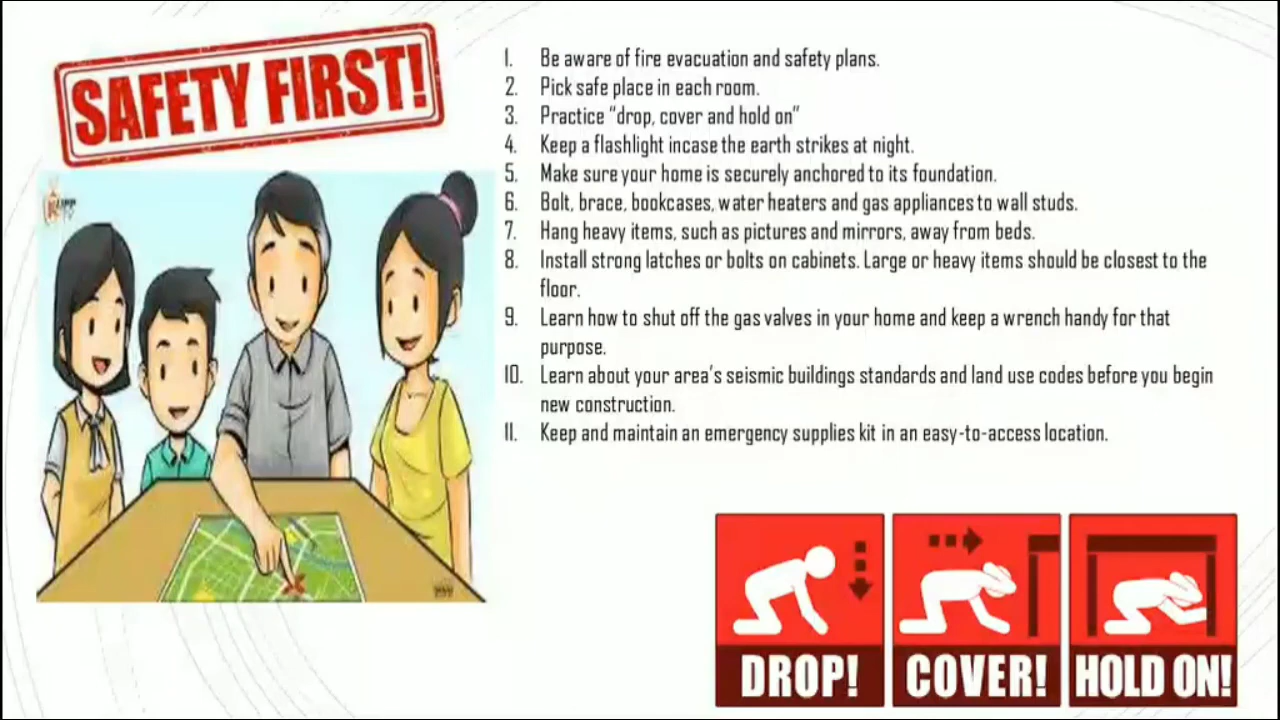 SAFETY FIRST!
1. Be aware of fire evacuation and safety plans.
2. Pick safe place in each room.
3. Practice “drop, cover and hold on”
4. Keep a flashlight incase the earth strikes at night.
5. Make sure your home is securely anchored to its foundation.
6. Bolt, brace, bookcases, water heaters and gas appliances to wall studs.
7. Hang heavy items, such as pictures and mirrors, away from beds.
8. Install strong latches or bolts on cabinets. Large or heavy items should be closest to the
floor.
9. Learn how to shut off the gas valves in your home and keep a wrench handy for that
purpose.
10. Learn about your area’s seismic buildings standards and land use codes before you begin
new construction.
11. Keep and maintain an emergency supplies kit in an easy-to-access location.
DROP!
COVER!
HOLD ON!